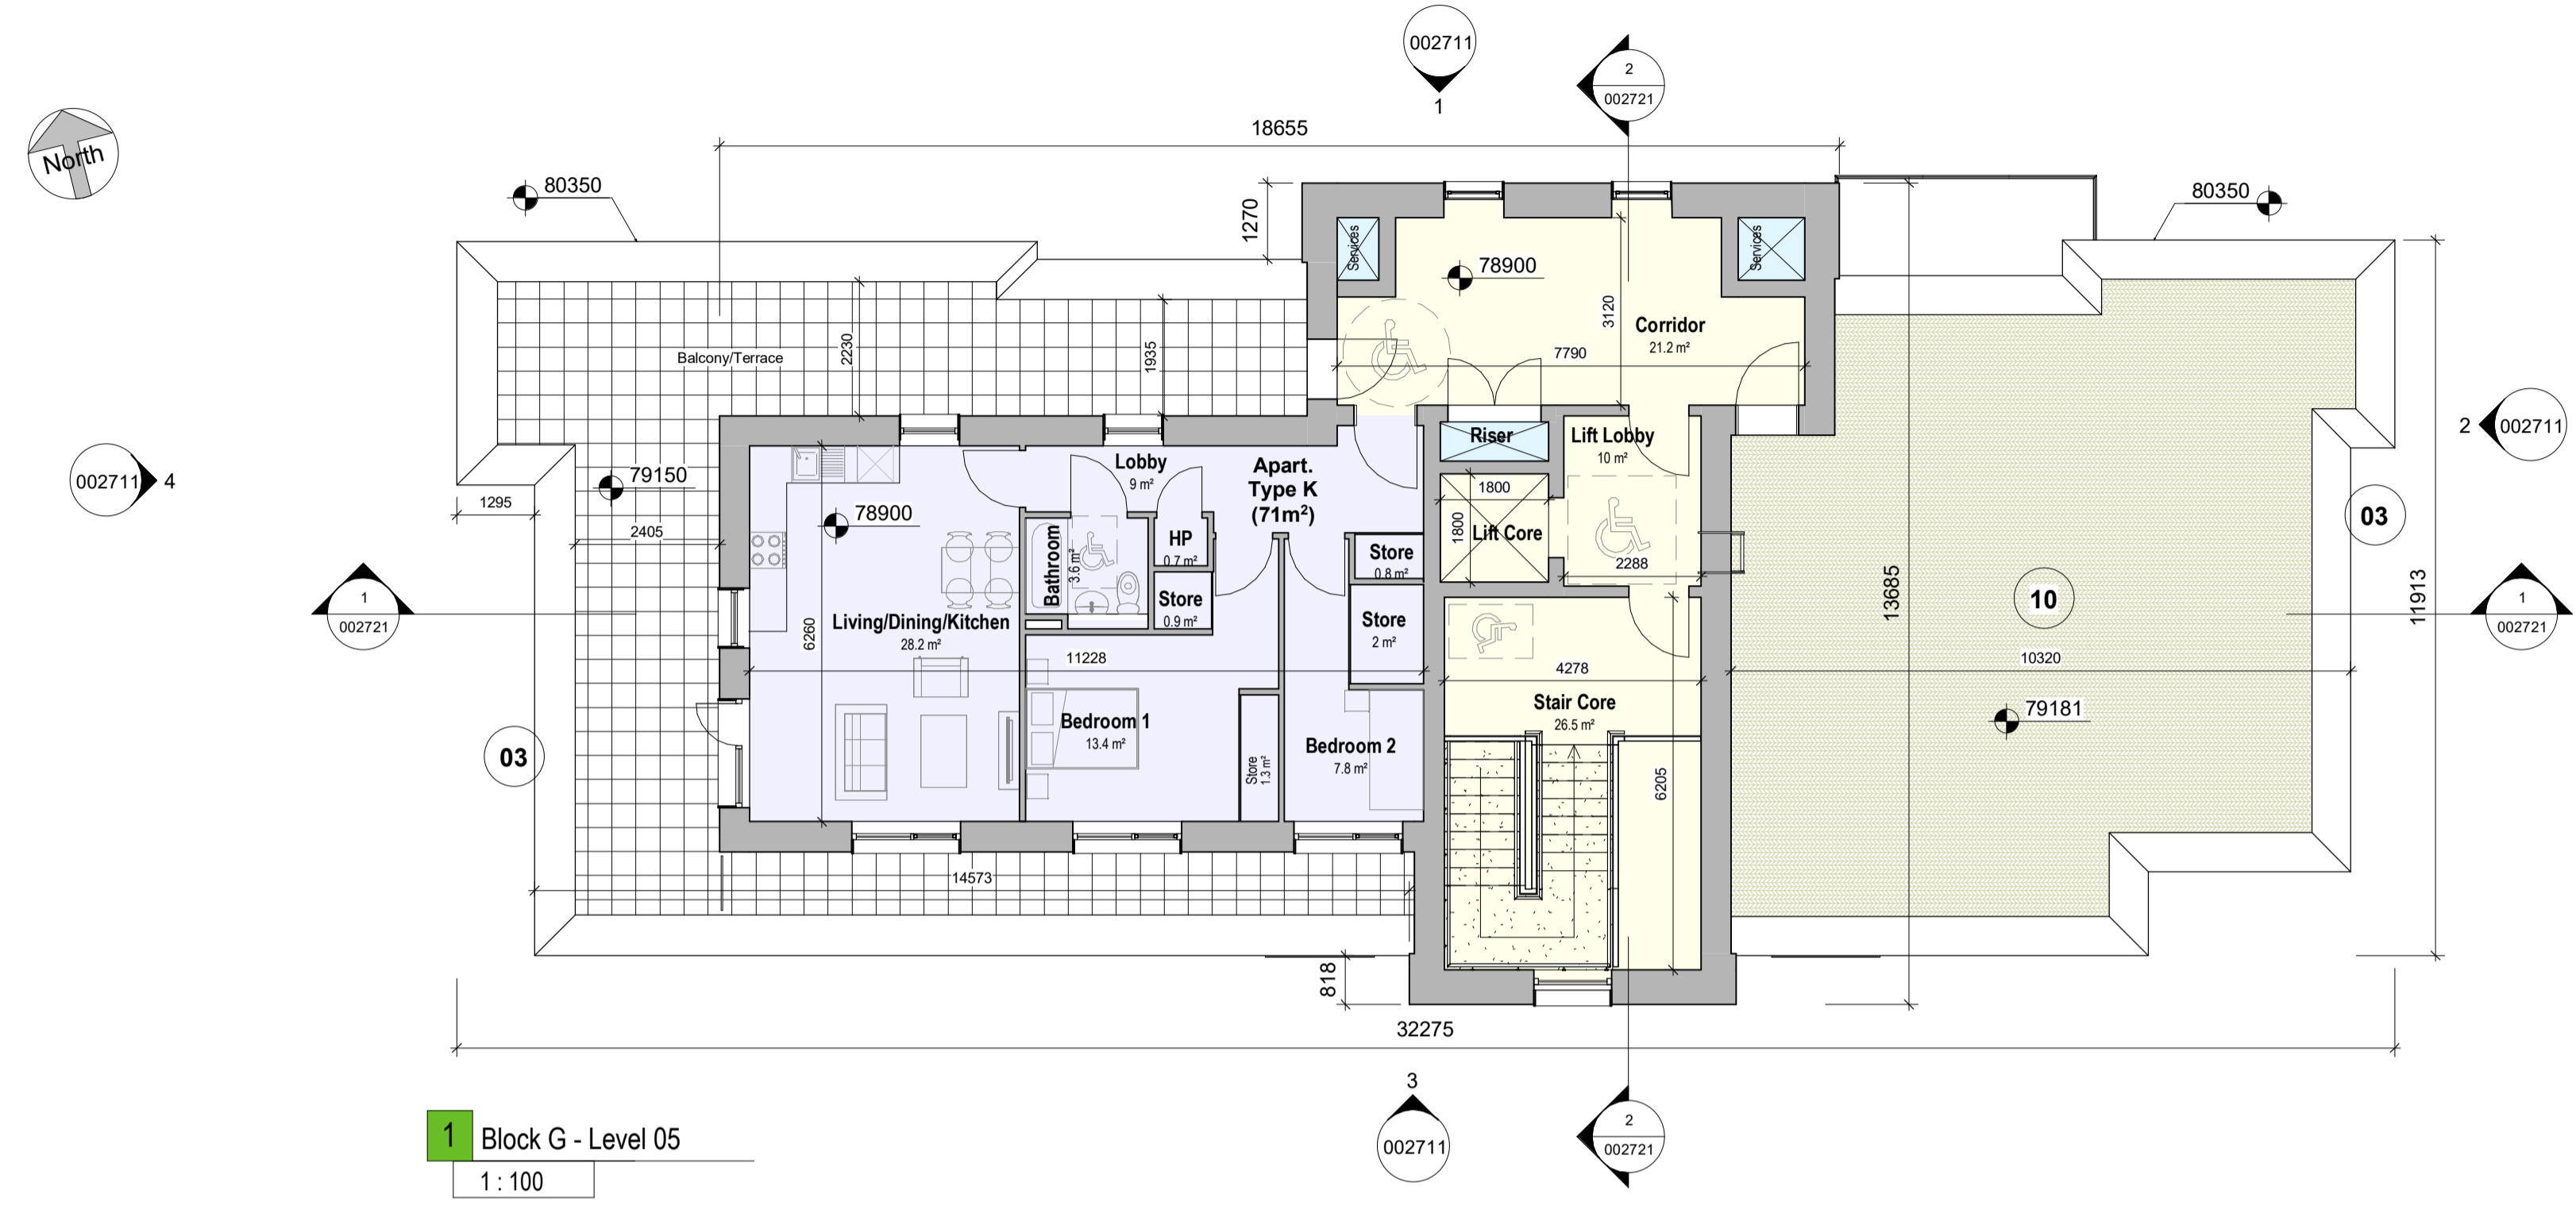 002711
1
2
002721
18655
North
80350
80350
1270
Services
Services
78900
3120
Corridor
21.2 m²
7790
Balcony/Terrace
2230
1935
Riser
Lift Lobby
10 m²
2
002711
002711
4
79150
Lobby
9 m²
Apart.
Type K
(71m²)
1295
2405
78900
1800
1800
Lift Core
03
Bathroom
3.6 m²
HP
0.7 m²
Store
0.8 m²
2288
1
002721
Store
0.9 m²
Store
2 m²
13685
10
11913
1
002721
Living/Dining/Kitchen
28.2 m²
6260
11228
4278
10320
Bedroom 1
13.4 m²
Stair Core
26.5 m²
79181
03
Store
1.3 m²
Bedroom 2
7.8 m²
6205
14573
818
32275
3
002711
2
002721
1
Block G - Level 05
1 : 100